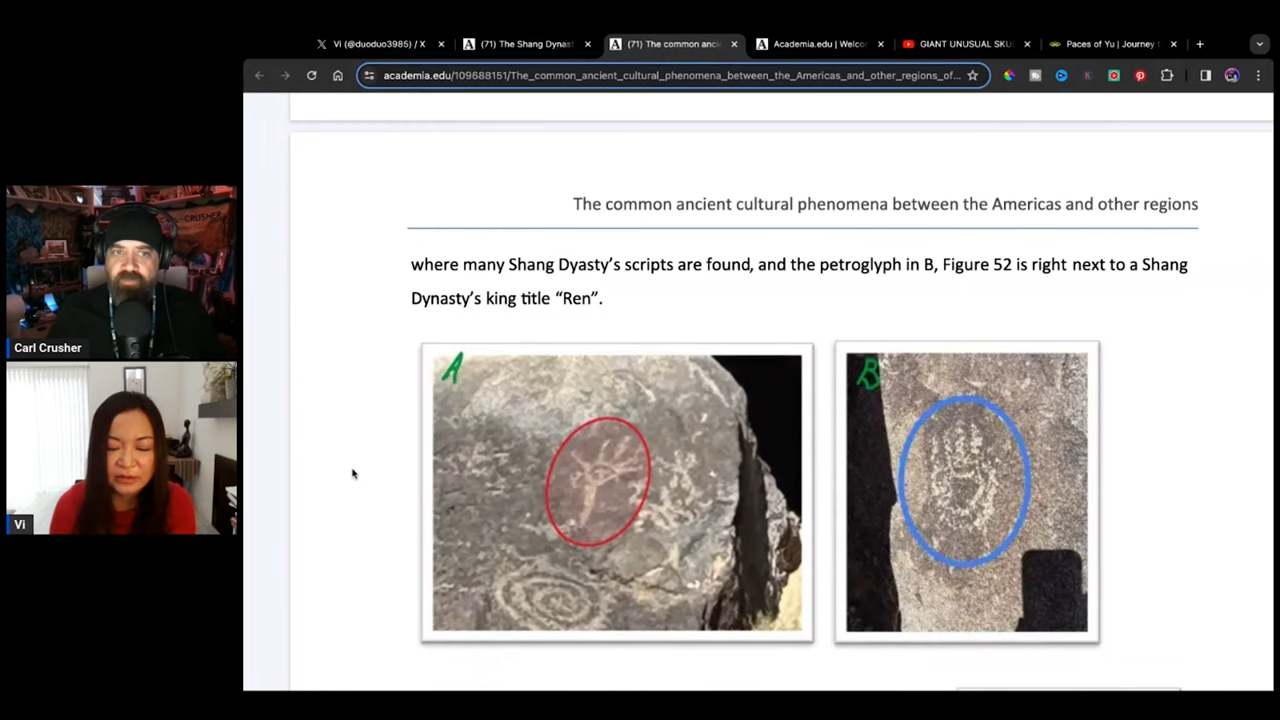 Vi (@duoduo3985) / X
(71) The Shang Dynast
(71) The common anci
Academia.edu | Welco
GIANT UNUSUAL SKU
Paces of Yu | Journey t
academia.edu/109688151/The_common_ancient_cultural_phenomena_between_the_Americas_and_other_regions_of...
The common ancient cultural phenomena between the Americas and other regions
where many Shang Dyasty's scripts are found, and the petroglyph in B, Figure 52 is right next to a Shang
Dynasty's king title “Ren”.
A
B
Carl Crusher
Vi